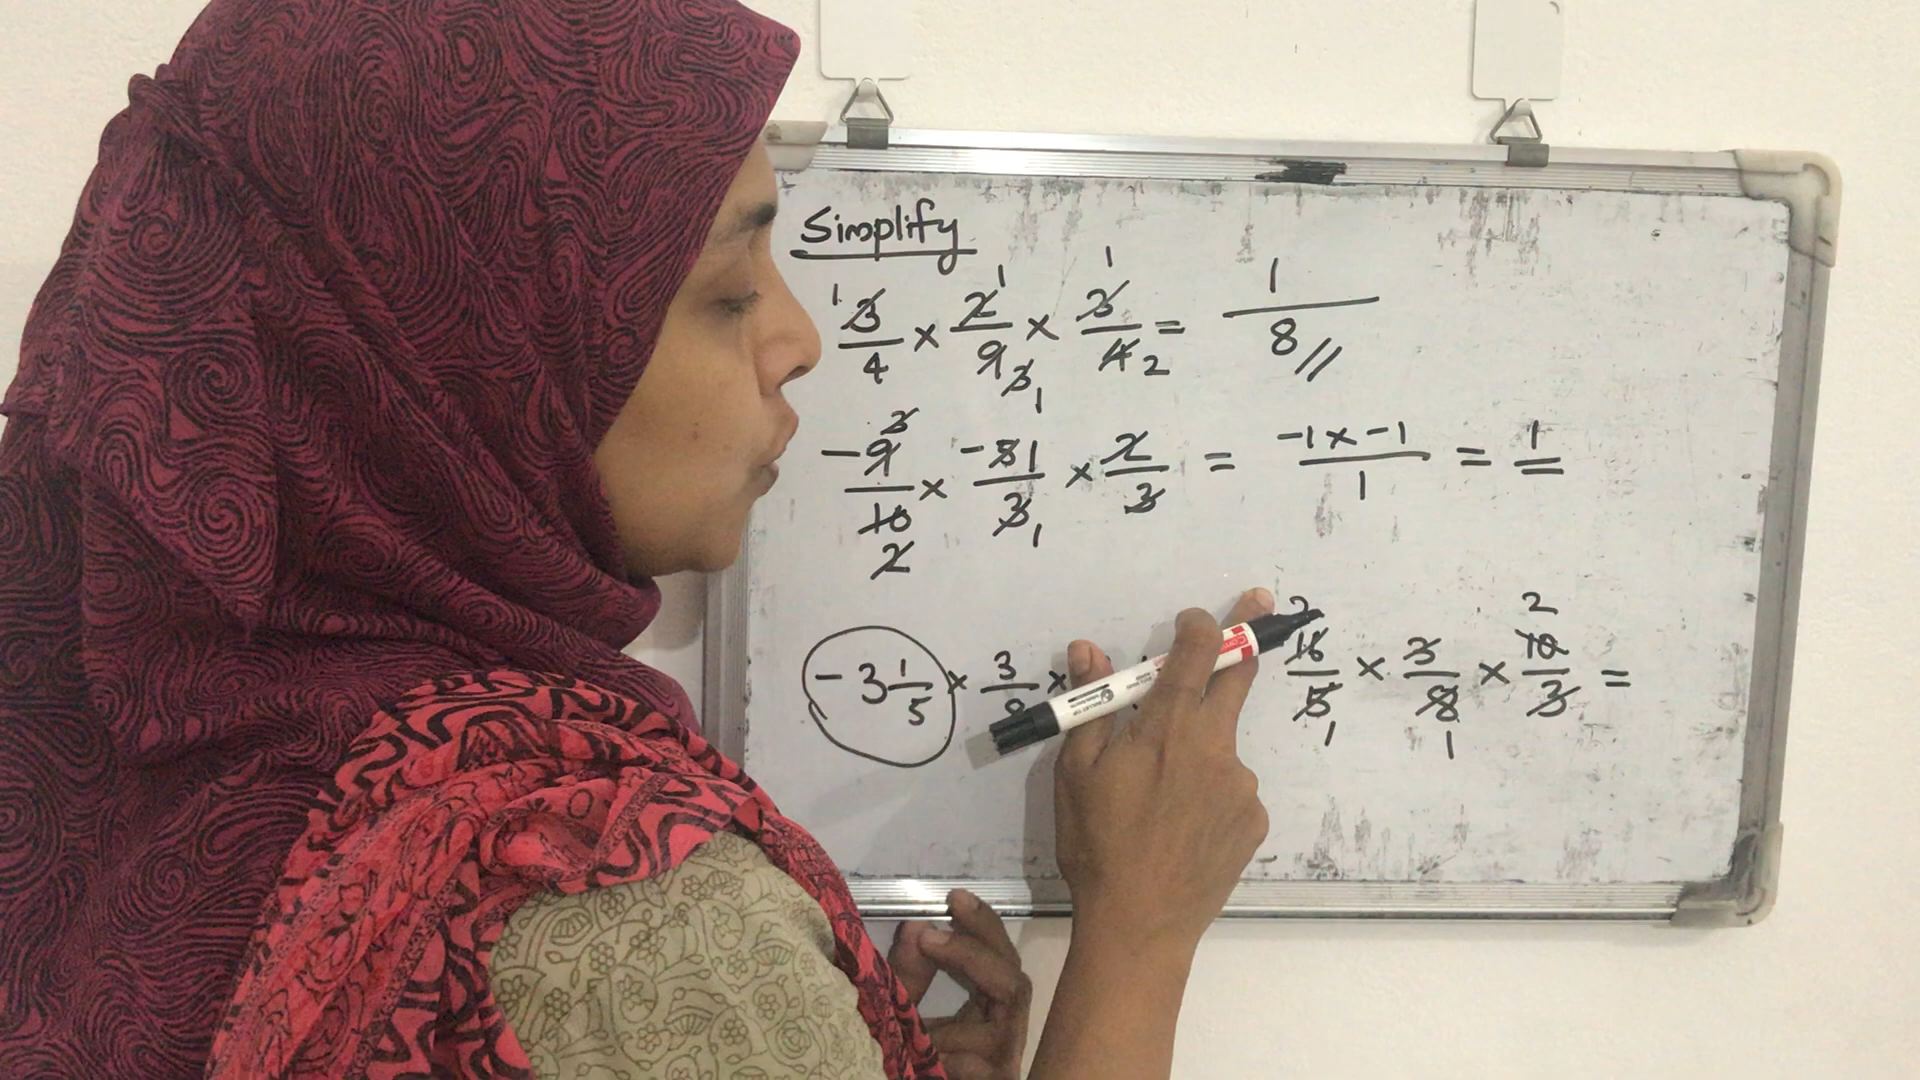 Simplify
3/4 × 2/9 × 3/4 = 1/8
-9/10 × -5/3 × 2/3 = -1 × -1/1 = 1
-3 1/5 × 3/8 × 16/5 × 3/8 × 10/3 =